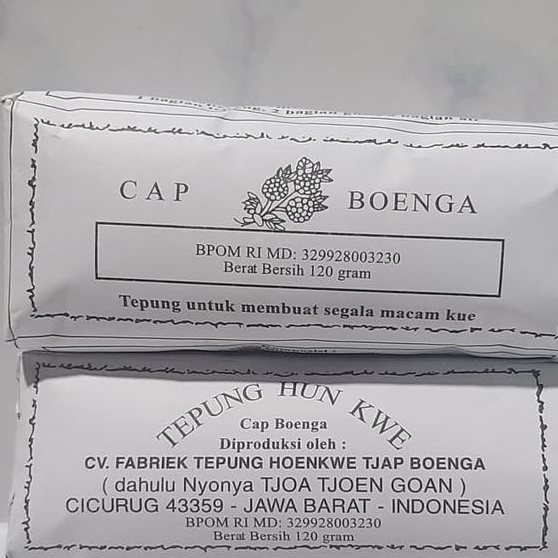 CAP BOENGA
BPOM RI MD: 329928003230
Berat Bersih 120 gram
Tepung untuk membuat segala macam kue
TEPUNG HUN KWE
Cap Boenga
Diproduksi oleh :
CV. FABRIEK TEPUNG HOENKWE TJAP BOENGA
( dahulu Nyonya TJOA TJOEN GOAN )
CICURUG 43359 - JAWA BARAT - INDONESIA
BPOM RI MD: 329928003230
Berat Bersih 120 gram